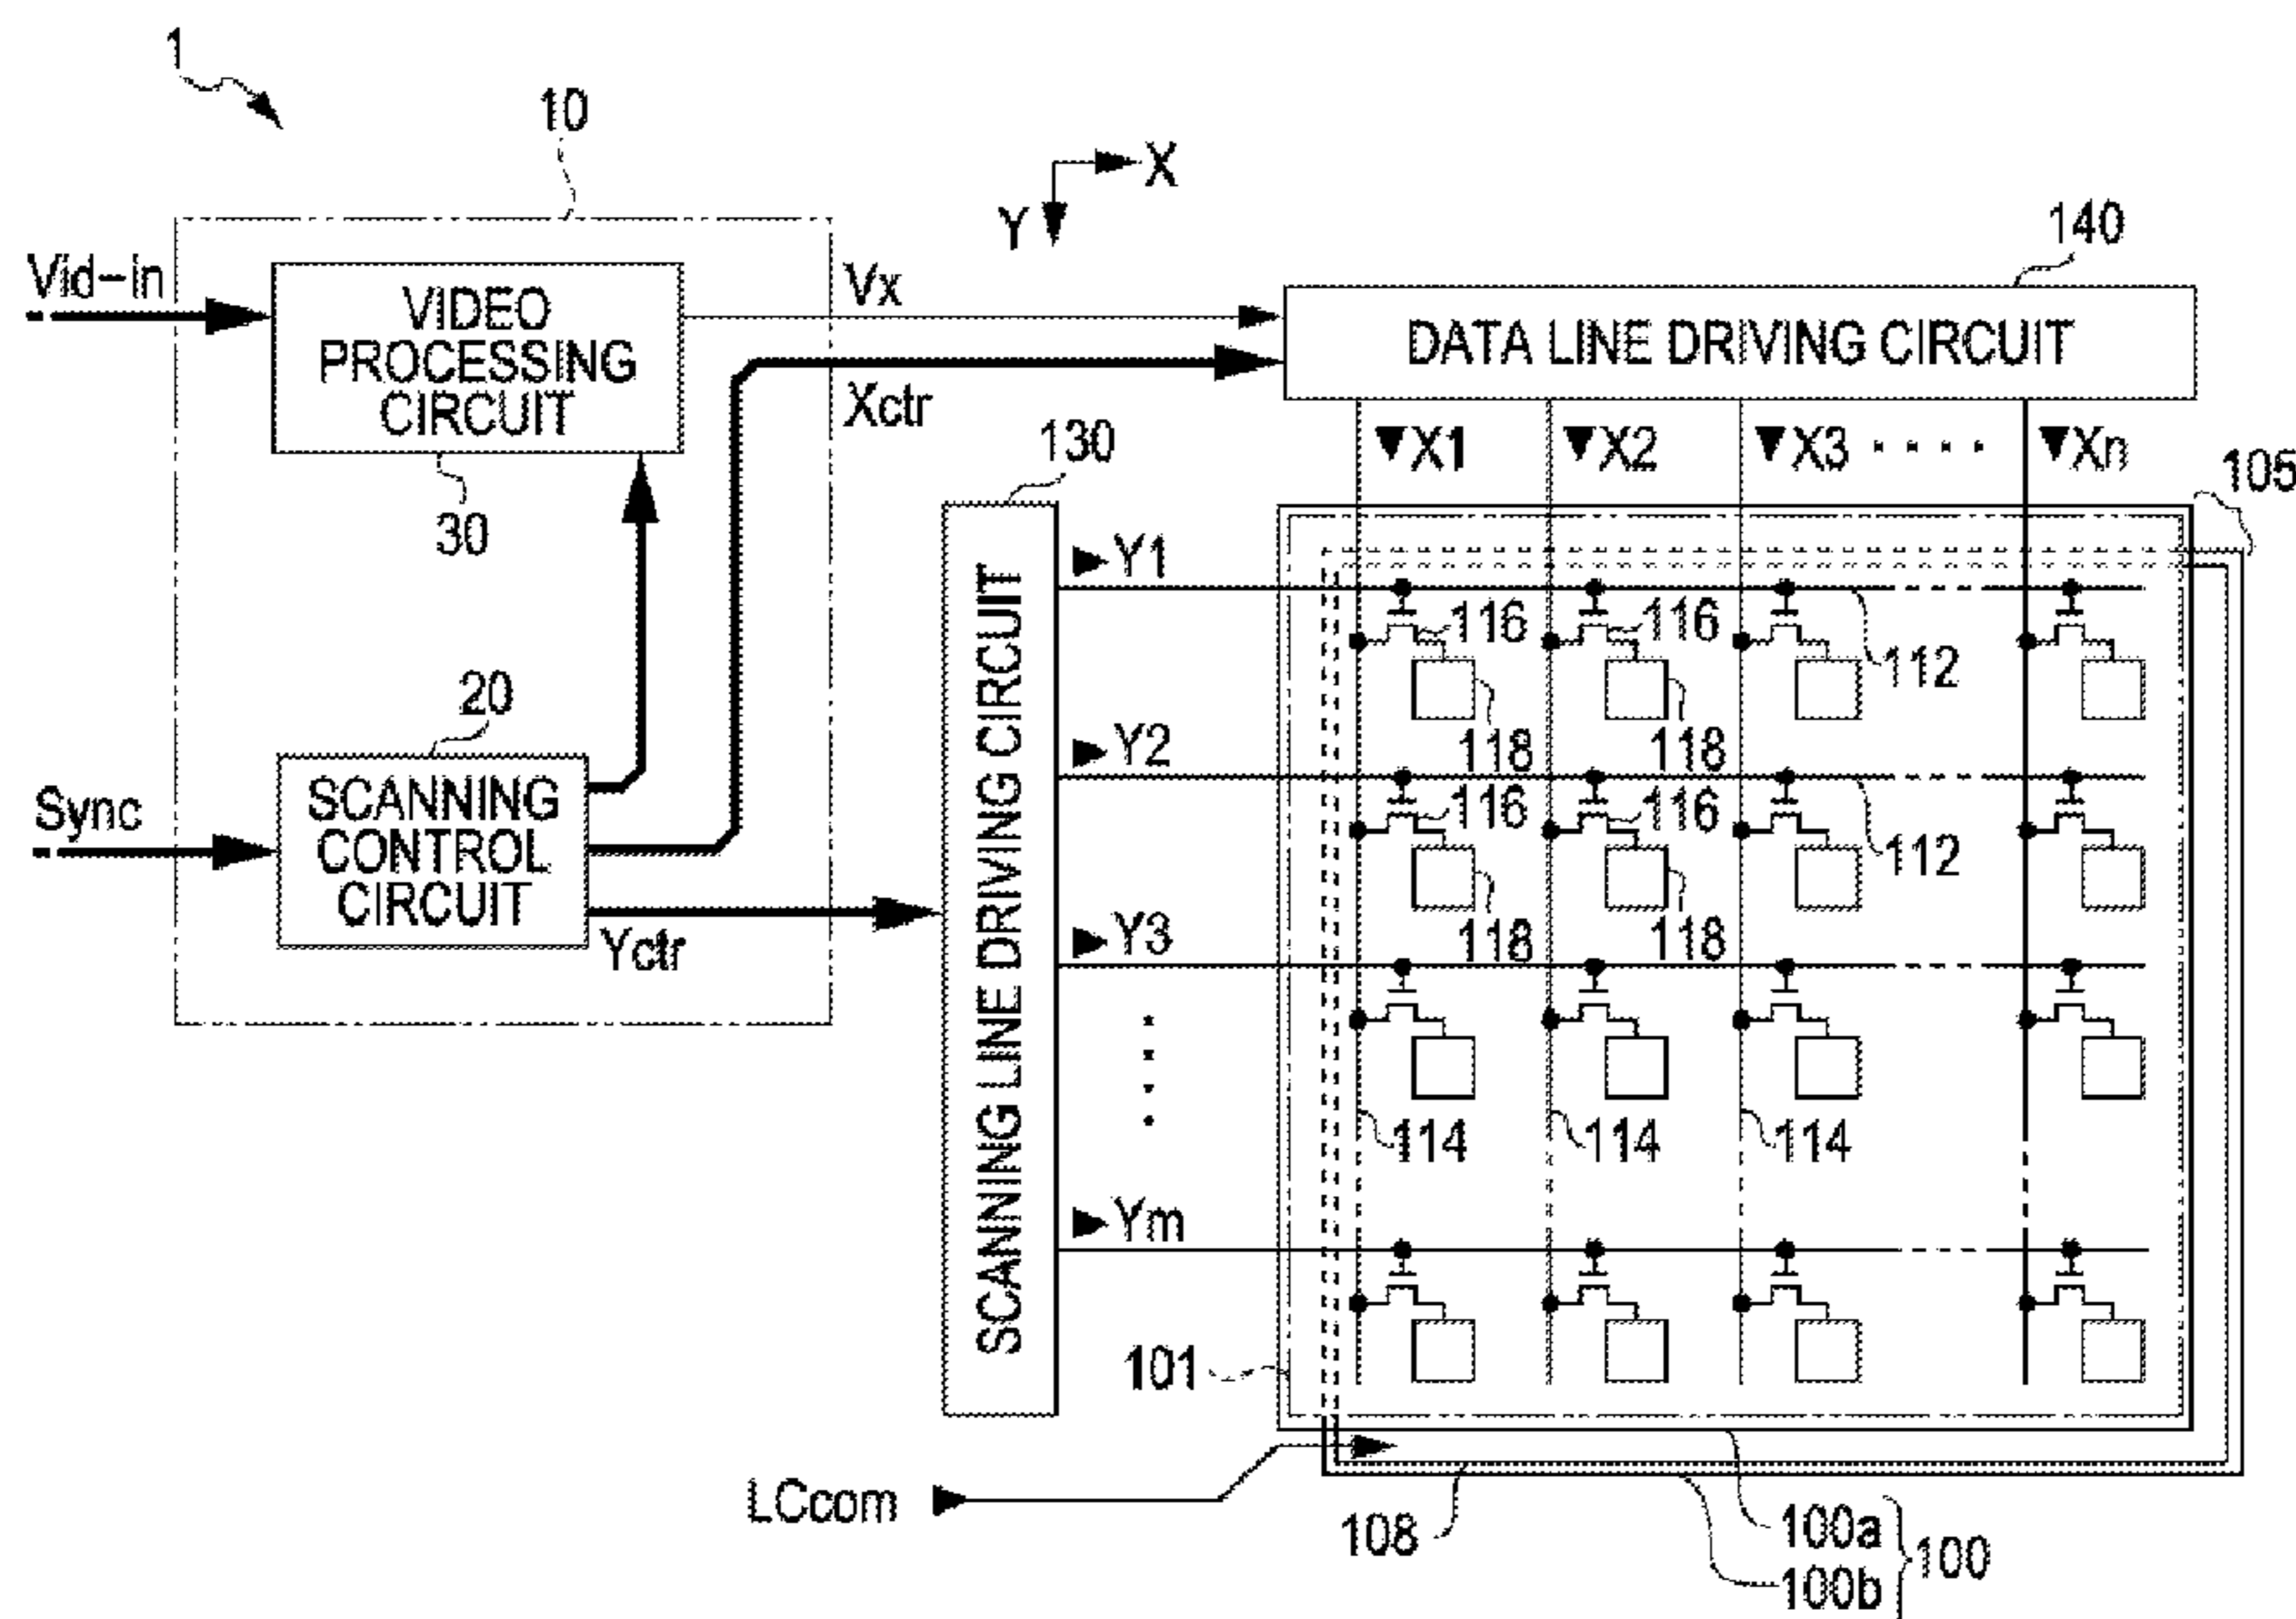 1
10
X
Y
140
Vid-in
VIDEO
PROCESSING
CIRCUIT
30
Vx
Xctr
DATA LINE DRIVING CIRCUIT
X1
X2
X3 ····
Xn
105
130
SCANNING LINE DRIVING CIRCUIT
Y1
116
116
112
118
118
Y2
116
116
112
118
118
Y3
114
114
114
Ym
20
Sync
SCANNING
CONTROL
CIRCUIT
Yctr
101
LCcom
108
100a
100b
100